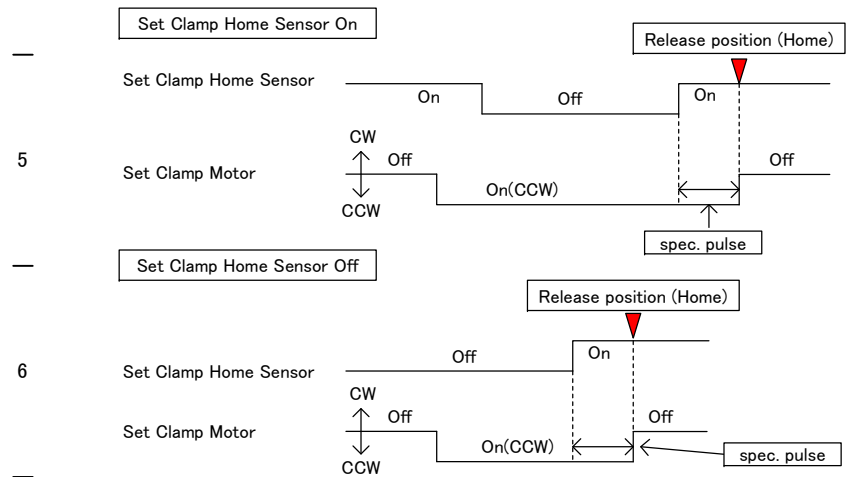 Set Clamp Home Sensor On
Release position (Home)
Set Clamp Home Sensor
On
Off
On
5
CW
Off
Off
Set Clamp Motor
On(CCW)
CCW
spec. pulse
Set Clamp Home Sensor Off
Release position (Home)
Off
On
6
Set Clamp Home Sensor
CW
Off
Off
Set Clamp Motor
On(CCW)
spec. pulse
CCW